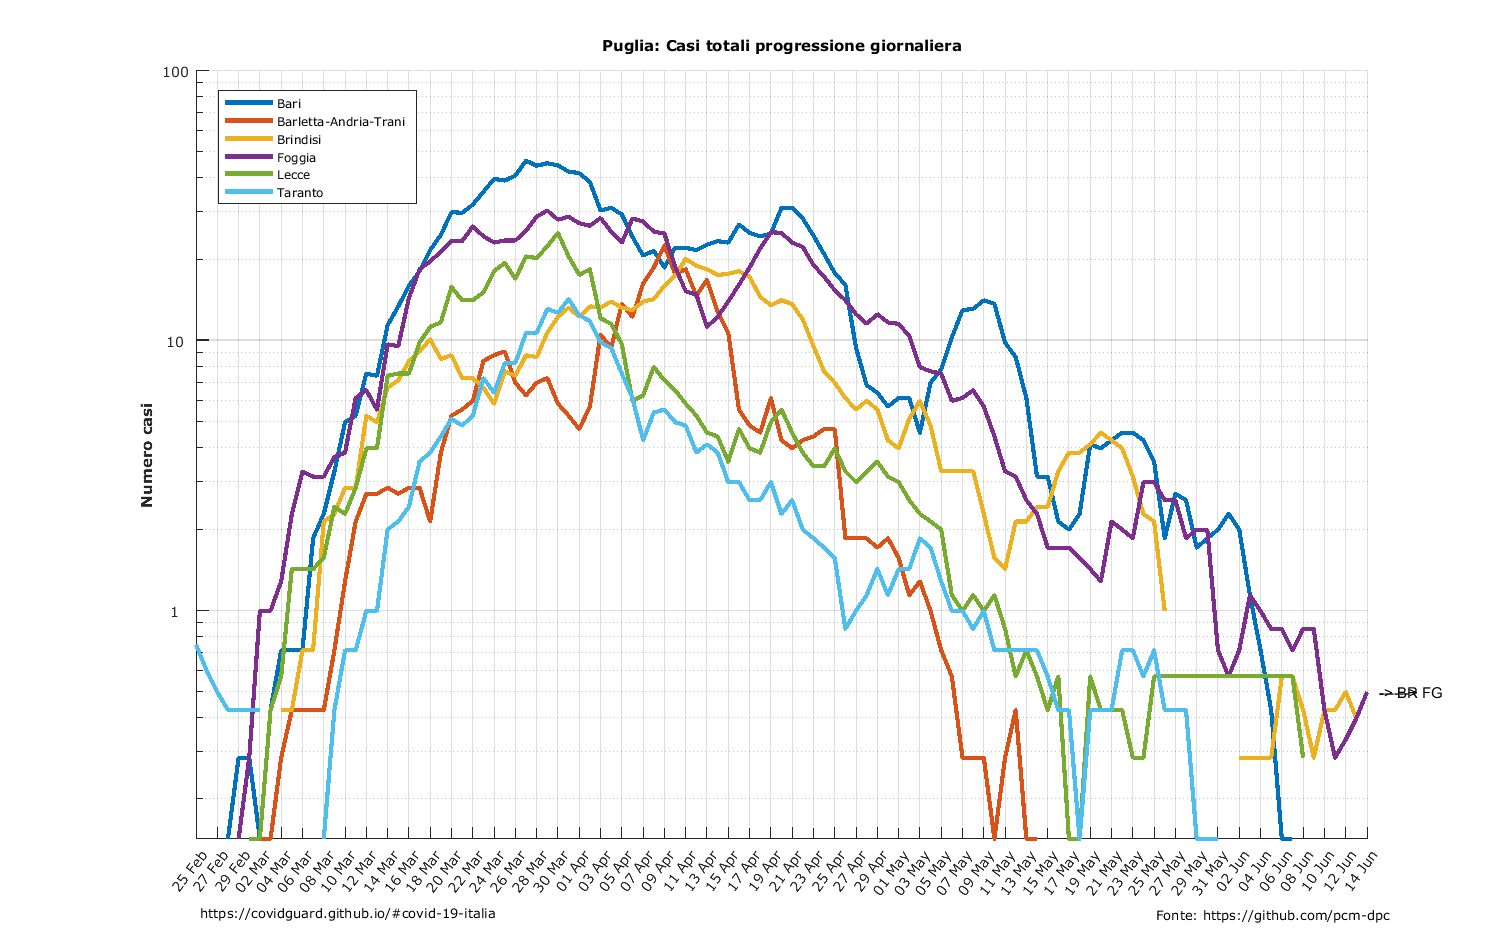 Puglia: Casi totali progressione giornaliera
100
10
1
Numero casi
Bari
Barletta-Andria-Trani
Brindisi
Foggia
Lecce
Taranto
-> BR FG
25 Feb
27 Feb
29 Feb
02 Mar
04 Mar
06 Mar
08 Mar
10 Mar
12 Mar
14 Mar
16 Mar
18 Mar
20 Mar
22 Mar
24 Mar
26 Mar
28 Mar
30 Mar
01 Apr
03 Apr
05 Apr
07 Apr
09 Apr
11 Apr
13 Apr
15 Apr
17 Apr
19 Apr
21 Apr
23 Apr
25 Apr
27 Apr
29 Apr
01 May
03 May
05 May
07 May
09 May
11 May
13 May
15 May
17 May
19 May
21 May
23 May
25 May
27 May
29 May
31 May
02 Jun
04 Jun
06 Jun
08 Jun
10 Jun
12 Jun
14 Jun
https://covidguard.github.io/#covid-19-italia
Fonte: https://github.com/pcm-dpc